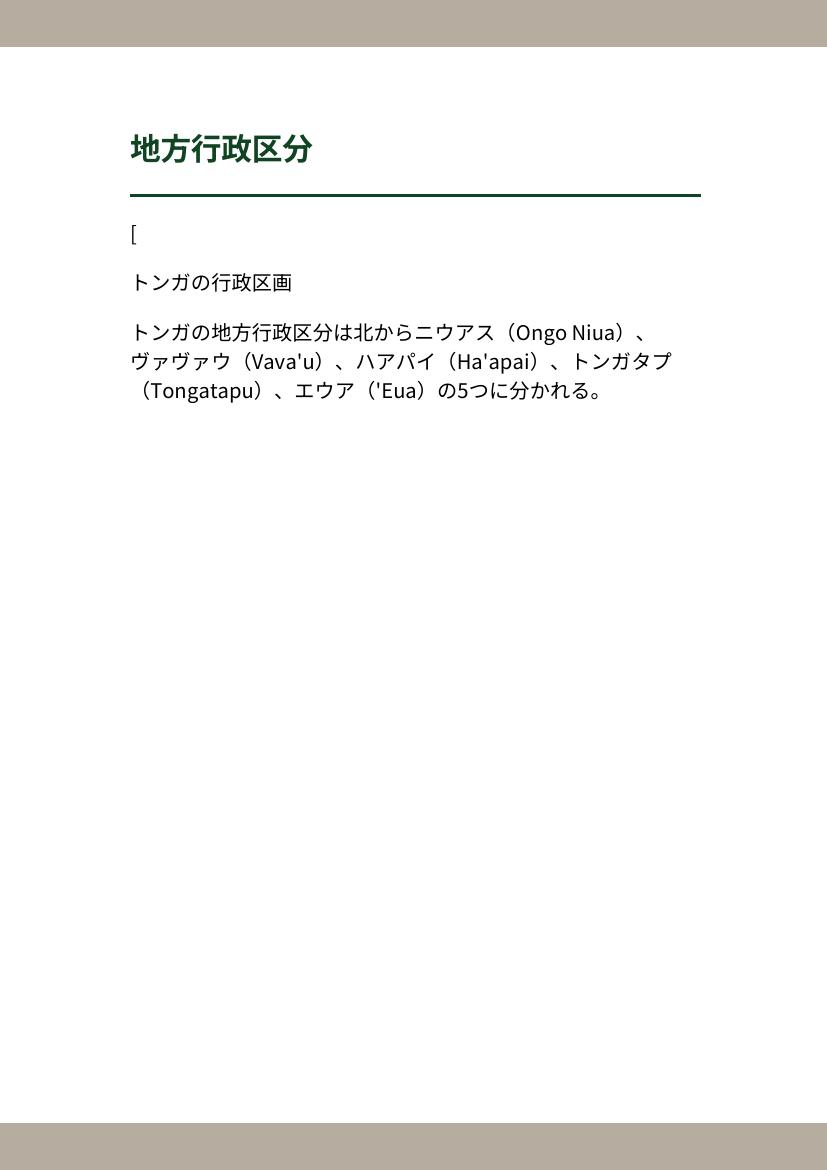 地方行政区分
[
トンガの行政区画
トンガの地方行政区分は北からニウアス（Ongo Niua）、
ヴァヴァウ（Vava'u）、ハアパイ（Ha'apai）、トンガタプ
（Tongatapu）、エウア（'Eua）の5つに分かれる。